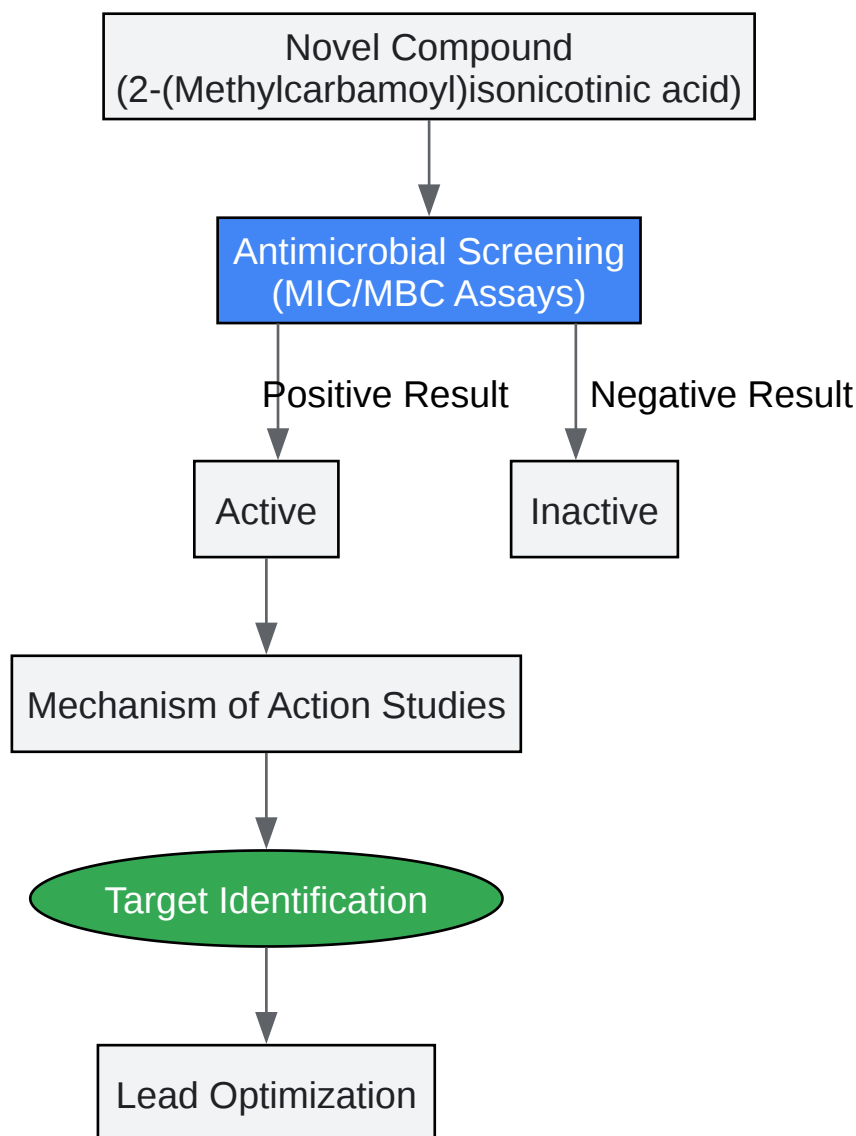 Novel Compound
(2-(Methylcarbamoyl)isonicotinic acid)
Antimicrobial Screening
(MIC/MBC Assays)
Positive Result
Negative Result
Active
Inactive
Mechanism of Action Studies
Target Identification
Lead Optimization